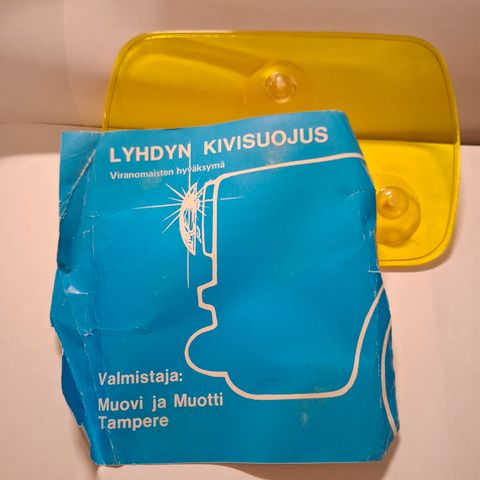 LYHDYN KIVISUOJUS
Viranomaisten hyväksymä
Valmistaja:
Muovi ja Muotti
Tampere